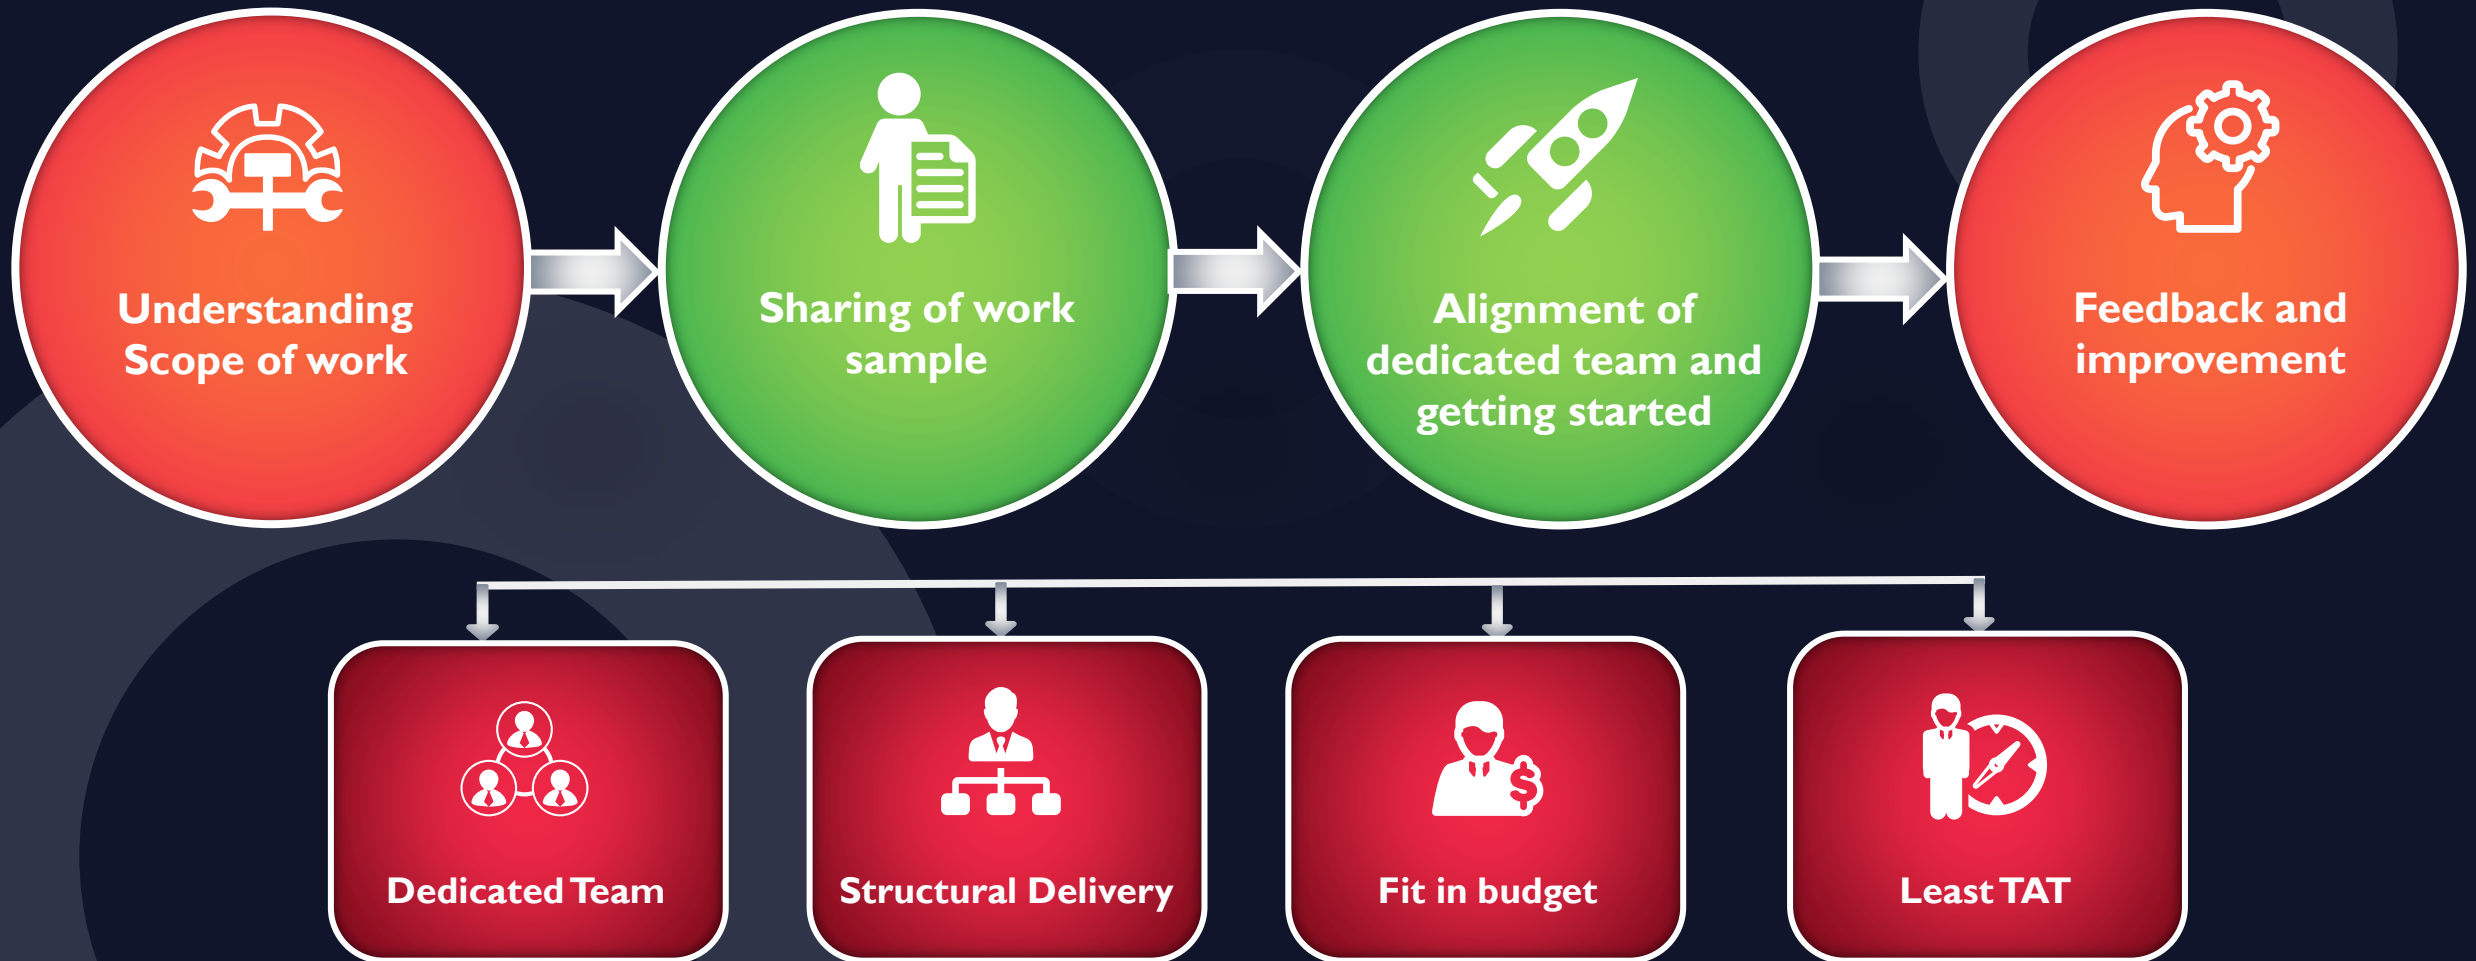 Understanding
Scope of work
Sharing of work
sample
Alignment of
dedicated team and
getting started
Feedback and
improvement
Dedicated Team
Structural Delivery
Fit in budget
Least TAT